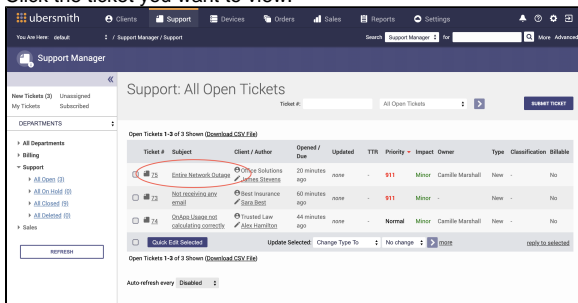 Click the ticket you want to view.
ubersmith Clients Support Devices Orders Sales Reports Settings
You Are Here: default / Support Manager / Support Search Support Manager for More Advanced
Support Manager
New Tickets (3) Unassigned
My Tickets Subscribed
DEPARTMENTS
All Departments
Billing
Support
All Open (3)
All On Hold (0)
All Closed (9)
All Deleted (0)
Sales
REFRESH
Support: All Open Tickets
Ticket #: All Open Tickets SUBMIT TICKET
Open Tickets 1-3 of 3 Shown (Download CSV File)
Ticket # Subject Client / Author Opened / Due Updated TTR Priority Impact Owner Type Classification Billable
75 Entire Network Outage Office Solutions James Stevens 20 minutes ago none - 911 Minor Camille Marshall New - No
73 Not receiving any email Best Insurance Sara Best 60 minutes ago none - 911 Minor - New - No
74 OnApp Usage not calculating correctly Trusted Law Alex Hamilton 44 minutes ago none - Normal Minor Camille Marshall New - No
Quick Edit Selected Update Selected: Change Type To No change more reply to selected
Open Tickets 1-3 of 3 Shown (Download CSV File)
Auto-refresh every Disabled